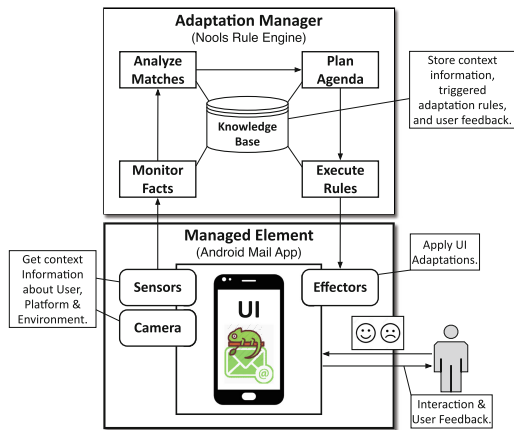 Adaptation Manager
(Nools Rule Engine)
Analyze
Matches
Plan
Agenda
Knowledge
Base
Monitor
Facts
Execute
Rules
Store context
information,
triggered
adaptation rules,
and user feedback.
Managed Element
(Android Mail App)
Get context
Information
about User,
Platform &
Environment.
Sensors
Camera
UI
@
Effectors
Apply UI
Adaptations.
Interaction &
User Feedback.